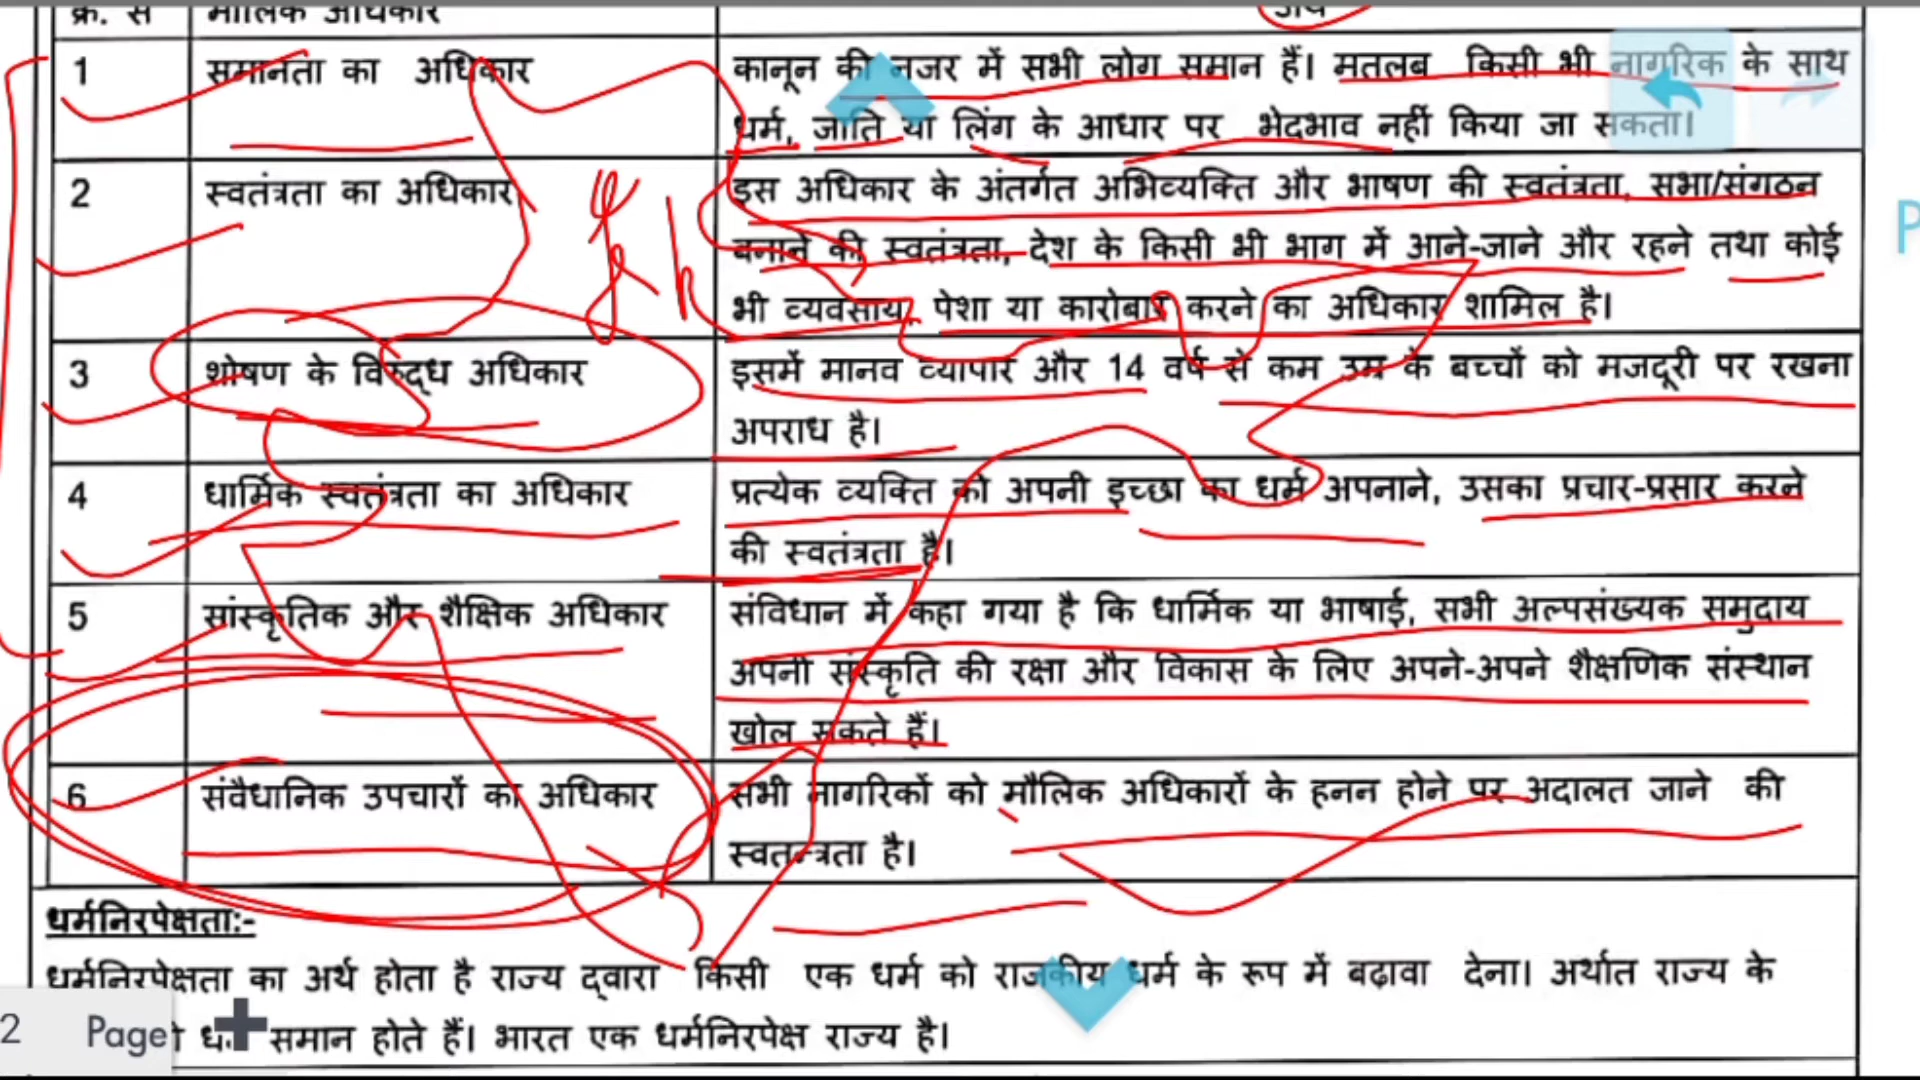 क्र. सं मौलिक अधिकार अर्थ
1 समानता का अधिकार कानून की नजर में सभी लोग समान हैं। मतलब किसी भी नागरिक के साथ
धर्म, जाति या लिंग के आधार पर भेदभाव नहीं किया जा सकता।
2 स्वतंत्रता का अधिकार इस अधिकार के अंतर्गत अभिव्यक्ति और भाषण की स्वतंत्रता, सभा/संगठन
बनाने की स्वतंत्रता, देश के किसी भी भाग में आने-जाने और रहने तथा कोई
भी व्यवसाय, पेशा या कारोबार करने का अधिकार शामिल है।
3 शोषण के विरुद्ध अधिकार इसमें मानव व्यापार और 14 वर्ष से कम उम्र के बच्चों को मजदूरी पर रखना
अपराध है।
4 धार्मिक स्वतंत्रता का अधिकार प्रत्येक व्यक्ति को अपनी इच्छा का धर्म अपनाने, उसका प्रचार-प्रसार करने
की स्वतंत्रता है।
5 सांस्कृतिक और शैक्षिक अधिकार संविधान में कहा गया है कि धार्मिक या भाषाई, सभी अल्पसंख्यक समुदाय
अपनी संस्कृति की रक्षा और विकास के लिए अपने-अपने शैक्षणिक संस्थान
खोल सकते हैं।
6 संवैधानिक उपचारों का अधिकार सभी नागरिकों को मौलिक अधिकारों के हनन होने पर अदालत जाने की
स्वतन्त्रता है।
धर्मनिरपेक्षता:-
धर्मनिरपेक्षता का अर्थ होता है राज्य द्वारा किसी एक धर्म को राजकीय धर्म के रूप में बढ़ावा देना। अर्थात राज्य के
समान होते हैं। भारत एक धर्मनिरपेक्ष राज्य है।
2 Page
P